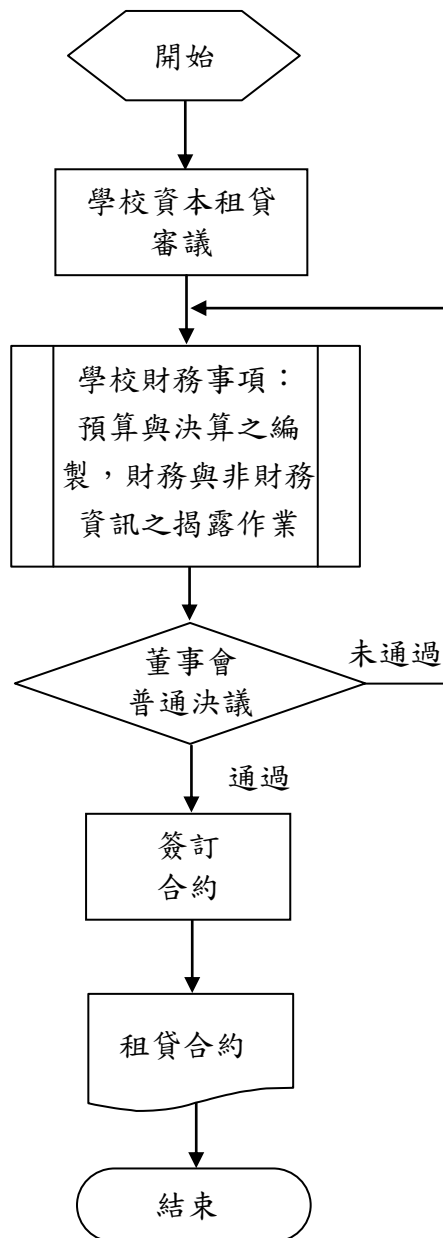 開始
學校資本租貸
審議
學校財務事項：
預算與決算之編
製，財務與非財務
資訊之揭露作業
董事會
普通決議
未通過
通過
簽訂
合約
租貸合約
結束